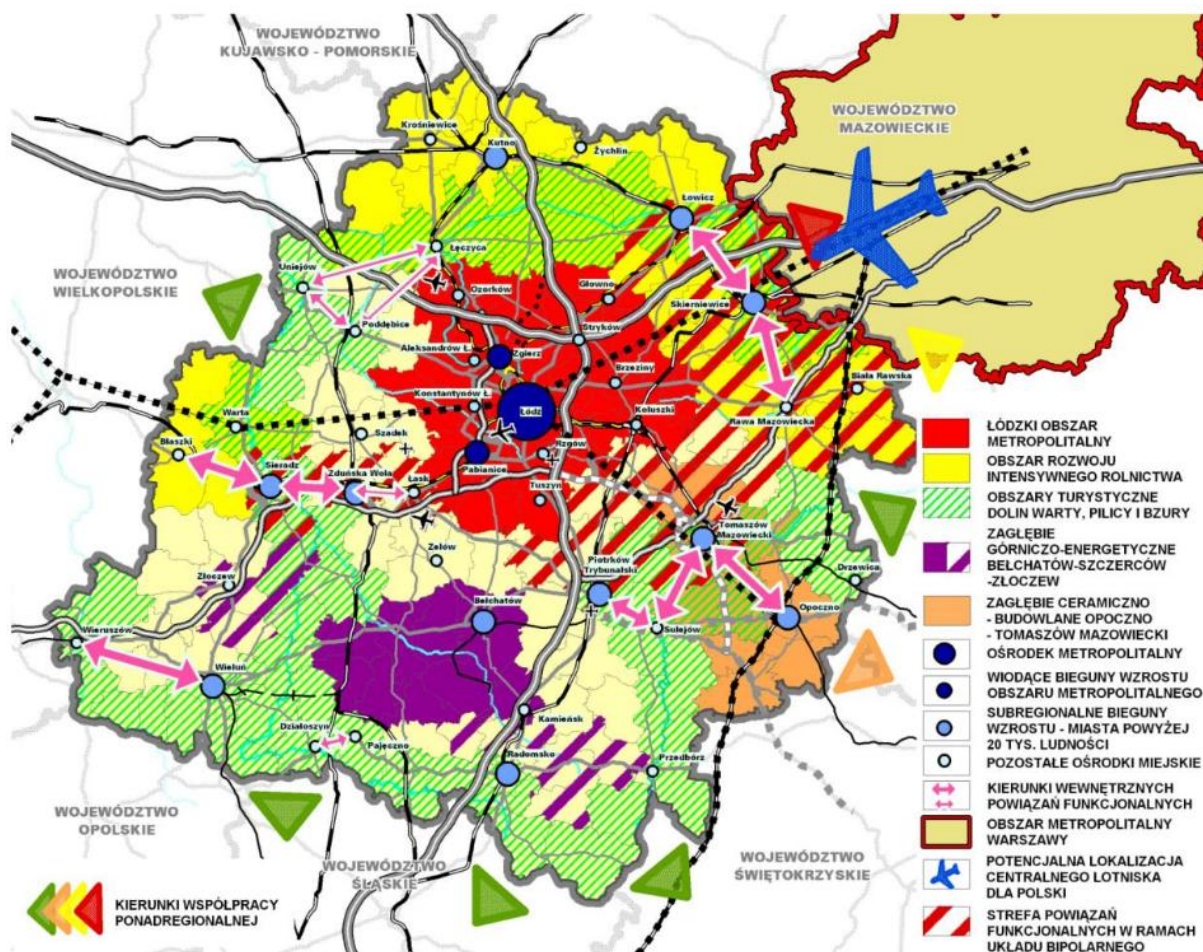 WOJEWÓDZTWO
KUJAWSKO - POMORSKIE
WOJEWÓDZTWO
MAZOWIECKIE
Krośniewice
Kutno
Żychlin
Łowicz
Łęczyca
Uniejów
WOJEWÓDZTWO
WIELKOPOLSKIE
Ozorków
Głowno
Skierniewice
Poddębice
Stryków
Zgierz
Aleksandrów Ł.
Brzeziny
Biała Rawska
Konstantynów Ł.
Łódź
Koluszki
Rawa Mazowiecka
Warta
Szadek
Błaszki
Rzgów
Pabianice
Sieradz
Zduńska Wola
Łask
Tuszyn
Tomaszów
Mazowiecki
Zelów
Piotrków
Trybunalski
Drzewica
Złoczew
Bełchatów
Opoczno
Sulejów
Wieruszów
Wieluń
Kamieńsk
Działoszyn
Pajęczno
Radomsko
Przedbórz
WOJEWÓDZTWO
OPOLSKIE
WOJEWÓDZTWO
ŚLĄSKIE
WOJEWÓDZTWO
ŚWIĘTOKRZYSKIE
KIERUNKI WSPÓŁPRACY
PONADREGIONALNEJ
ŁÓDZKI OBSZAR
METROPOLITALNY
OBSZAR ROZWOJU
INTENSYWNEGO ROLNICTWA
OBSZARY TURYSTYCZNE
DOLIN WARTY, PILICY I BZURY
ZAGŁĘBIE
GÓRNICZO-ENERGETYCZNE
BEŁCHATÓW-SZCZERCÓW
-ZŁOCZEW
ZAGŁĘBIE CERAMICZNO
- BUDOWLANE OPOCZNO
- TOMASZÓW MAZOWIECKI
OŚRODEK METROPOLITALNY
WIODĄCE BIEGUNY WZROSTU
OBSZARU METROPOLITALNEGO
SUBREGIONALNE BIEGUNY
WZROSTU - MIASTA POWYŻEJ
20 TYS. LUDNOŚCI
POZOSTAŁE OŚRODKI MIEJSKIE
KIERUNKI WEWNĘTRZNYCH
POWIĄZAŃ FUNKCJONALNYCH
OBSZAR METROPOLITALNY
WARSZAWY
POTENCJALNA LOKALIZACJA
CENTRALNEGO LOTNISKA
DLA POLSKI
STREFA POWIĄZAŃ
FUNKCJONALNYCH W RAMACH
UKŁADU BIPOLARNEGO